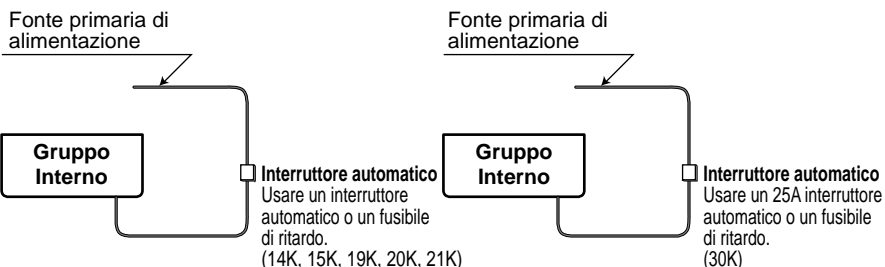 Fonte primaria di
alimentazione
Gruppo
Interno
Interruttore automatico
Usare un interruttore
automatico o un fusibile
di ritardo.
(14K, 15K, 19K, 20K, 21K)
Fonte primaria di
alimentazione
Gruppo
Interno
Interruttore automatico
Usare un 25A interruttore
automatico o un fusibile
di ritardo.
(30K)